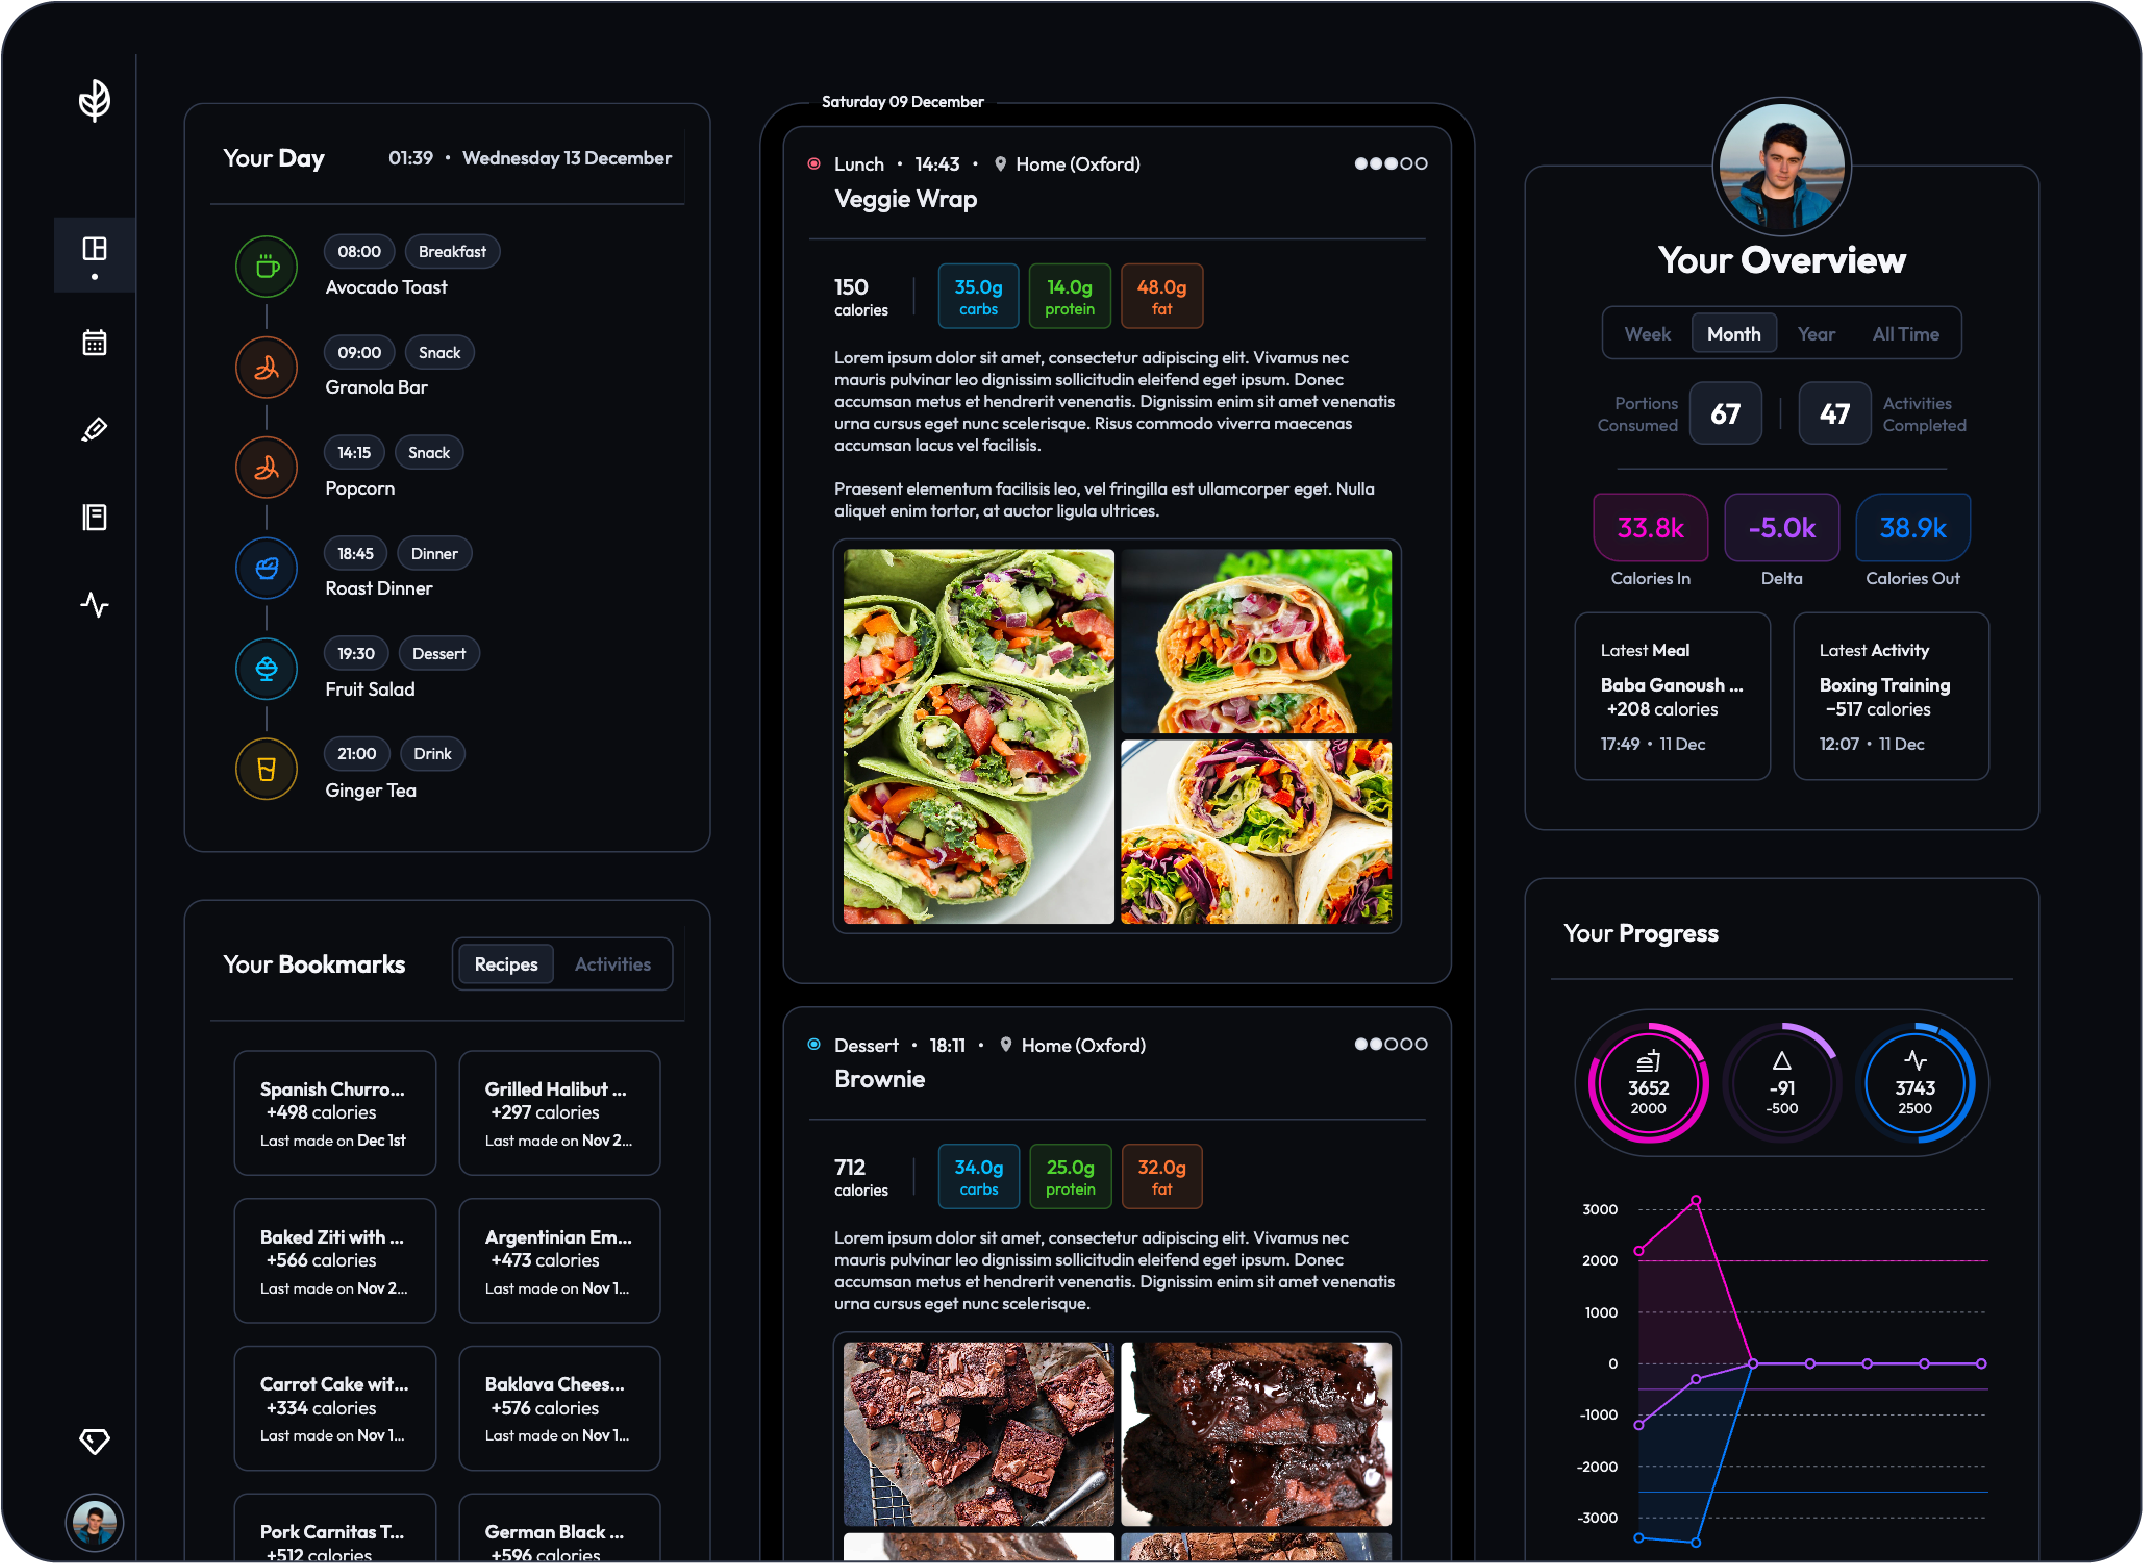 Your Day
01:39 • Wednesday 13 December
08:00 Breakfast
Avocado Toast
09:00 Snack
Granola Bar
14:15 Snack
Popcorn
18:45 Dinner
Roast Dinner
19:30 Dessert
Fruit Salad
21:00 Drink
Ginger Tea
Your Bookmarks
Recipes Activities
Spanish Churro...
+498 calories
Last made on Dec 1st
Grilled Halibut ...
+297 calories
Last made on Nov 2...
Baked Ziti with ...
+566 calories
Last made on Nov 2...
Argentinian Em...
+473 calories
Last made on Nov 1...
Carrot Cake wit...
+334 calories
Last made on Nov 1...
Baklava Chees...
+576 calories
Last made on Nov 1...
Pork Carnitas T...
+512 calories
German Black ...
+596 calories
Saturday 09 December
Lunch • 14:43 • Home (Oxford)
Veggie Wrap
150
calories
35.0g
carbs
14.0g
protein
48.0g
fat
Lorem ipsum dolor sit amet, consectetur adipiscing elit. Vivamus nec
mauris pulvinar leo dignissim sollicitudin eleifend eget ipsum. Donec
accumsan metus et hendrerit venenatis. Dignissim enim sit amet venenatis
urna cursus eget nunc scelerisque. Risus commodo viverra maecenas
accumsan lacus vel facilisis.
Praesent elementum facilisis leo, vel fringilla est ullamcorper eget. Nulla
aliquet enim tortor, at auctor ligula ultrices.
Dessert • 18:11 • Home (Oxford)
Brownie
712
calories
34.0g
carbs
25.0g
protein
32.0g
fat
Lorem ipsum dolor sit amet, consectetur adipiscing elit. Vivamus nec
mauris pulvinar leo dignissim sollicitudin eleifend eget ipsum. Donec
accumsan metus et hendrerit venenatis. Dignissim enim sit amet venenatis
urna cursus eget nunc scelerisque.
Your Overview
Week Month Year All Time
Portions
Consumed
67
47
Activities
Completed
33.8k
Calories In
-5.0k
Delta
38.9k
Calories Out
Latest Meal
Baba Ganoush ...
+208 calories
17:49 • 11 Dec
Latest Activity
Boxing Training
-517 calories
12:07 • 11 Dec
Your Progress
3652
2000
-91
-500
3743
2500
3000
2000
1000
0
-1000
-2000
-3000